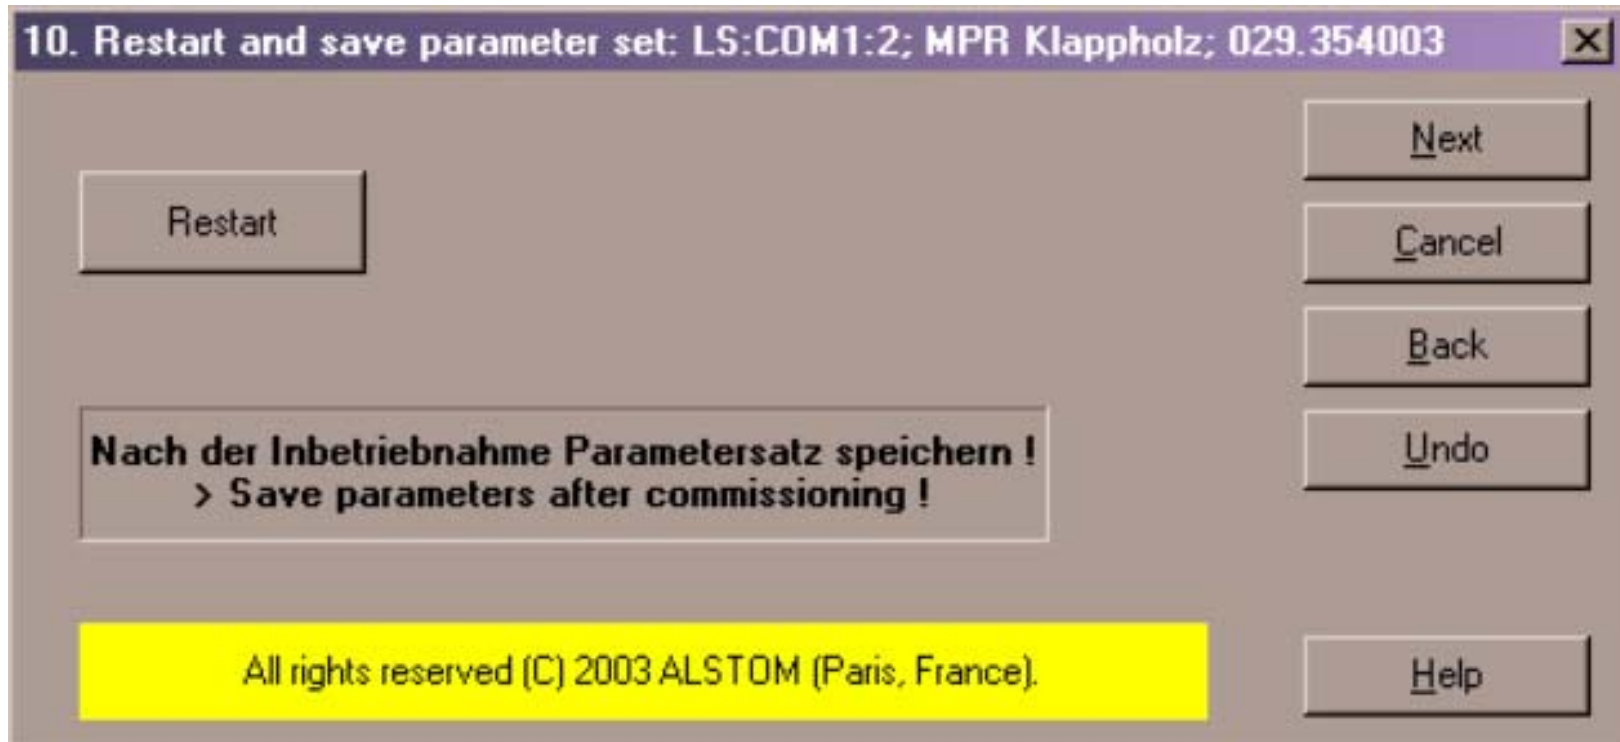 10. Restart and save parameter set: LS:COM1:2; MPR Klappholz; 029.354003
Next
Restart
Cancel
Back
Nach der Inbetriebnahme Parametersatz speichern !
> Save parameters after commissioning !
Undo
All rights reserved (C) 2003 ALSTOM (Paris, France).
Help